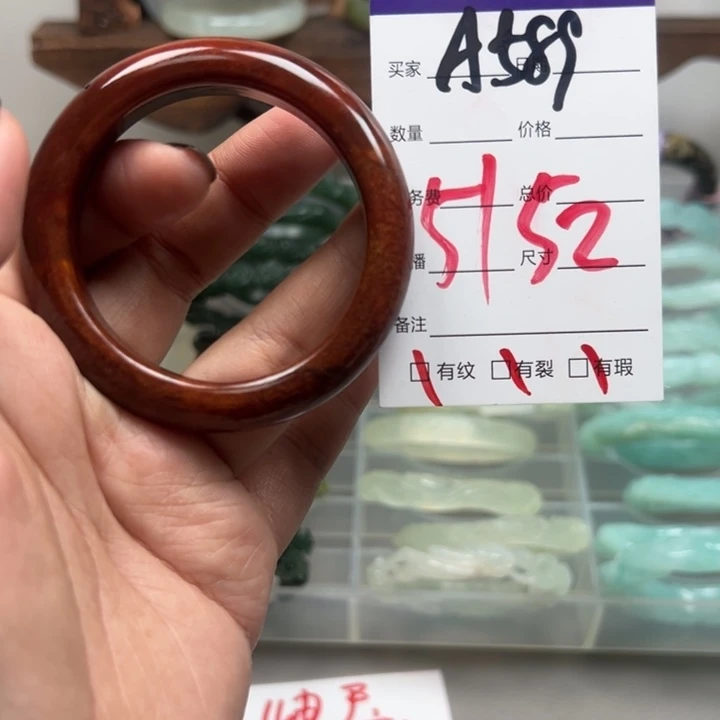 买家 A589
数量 价格
务费 总价
51 52
播 尺寸
备注
有纹 有裂 有瑕